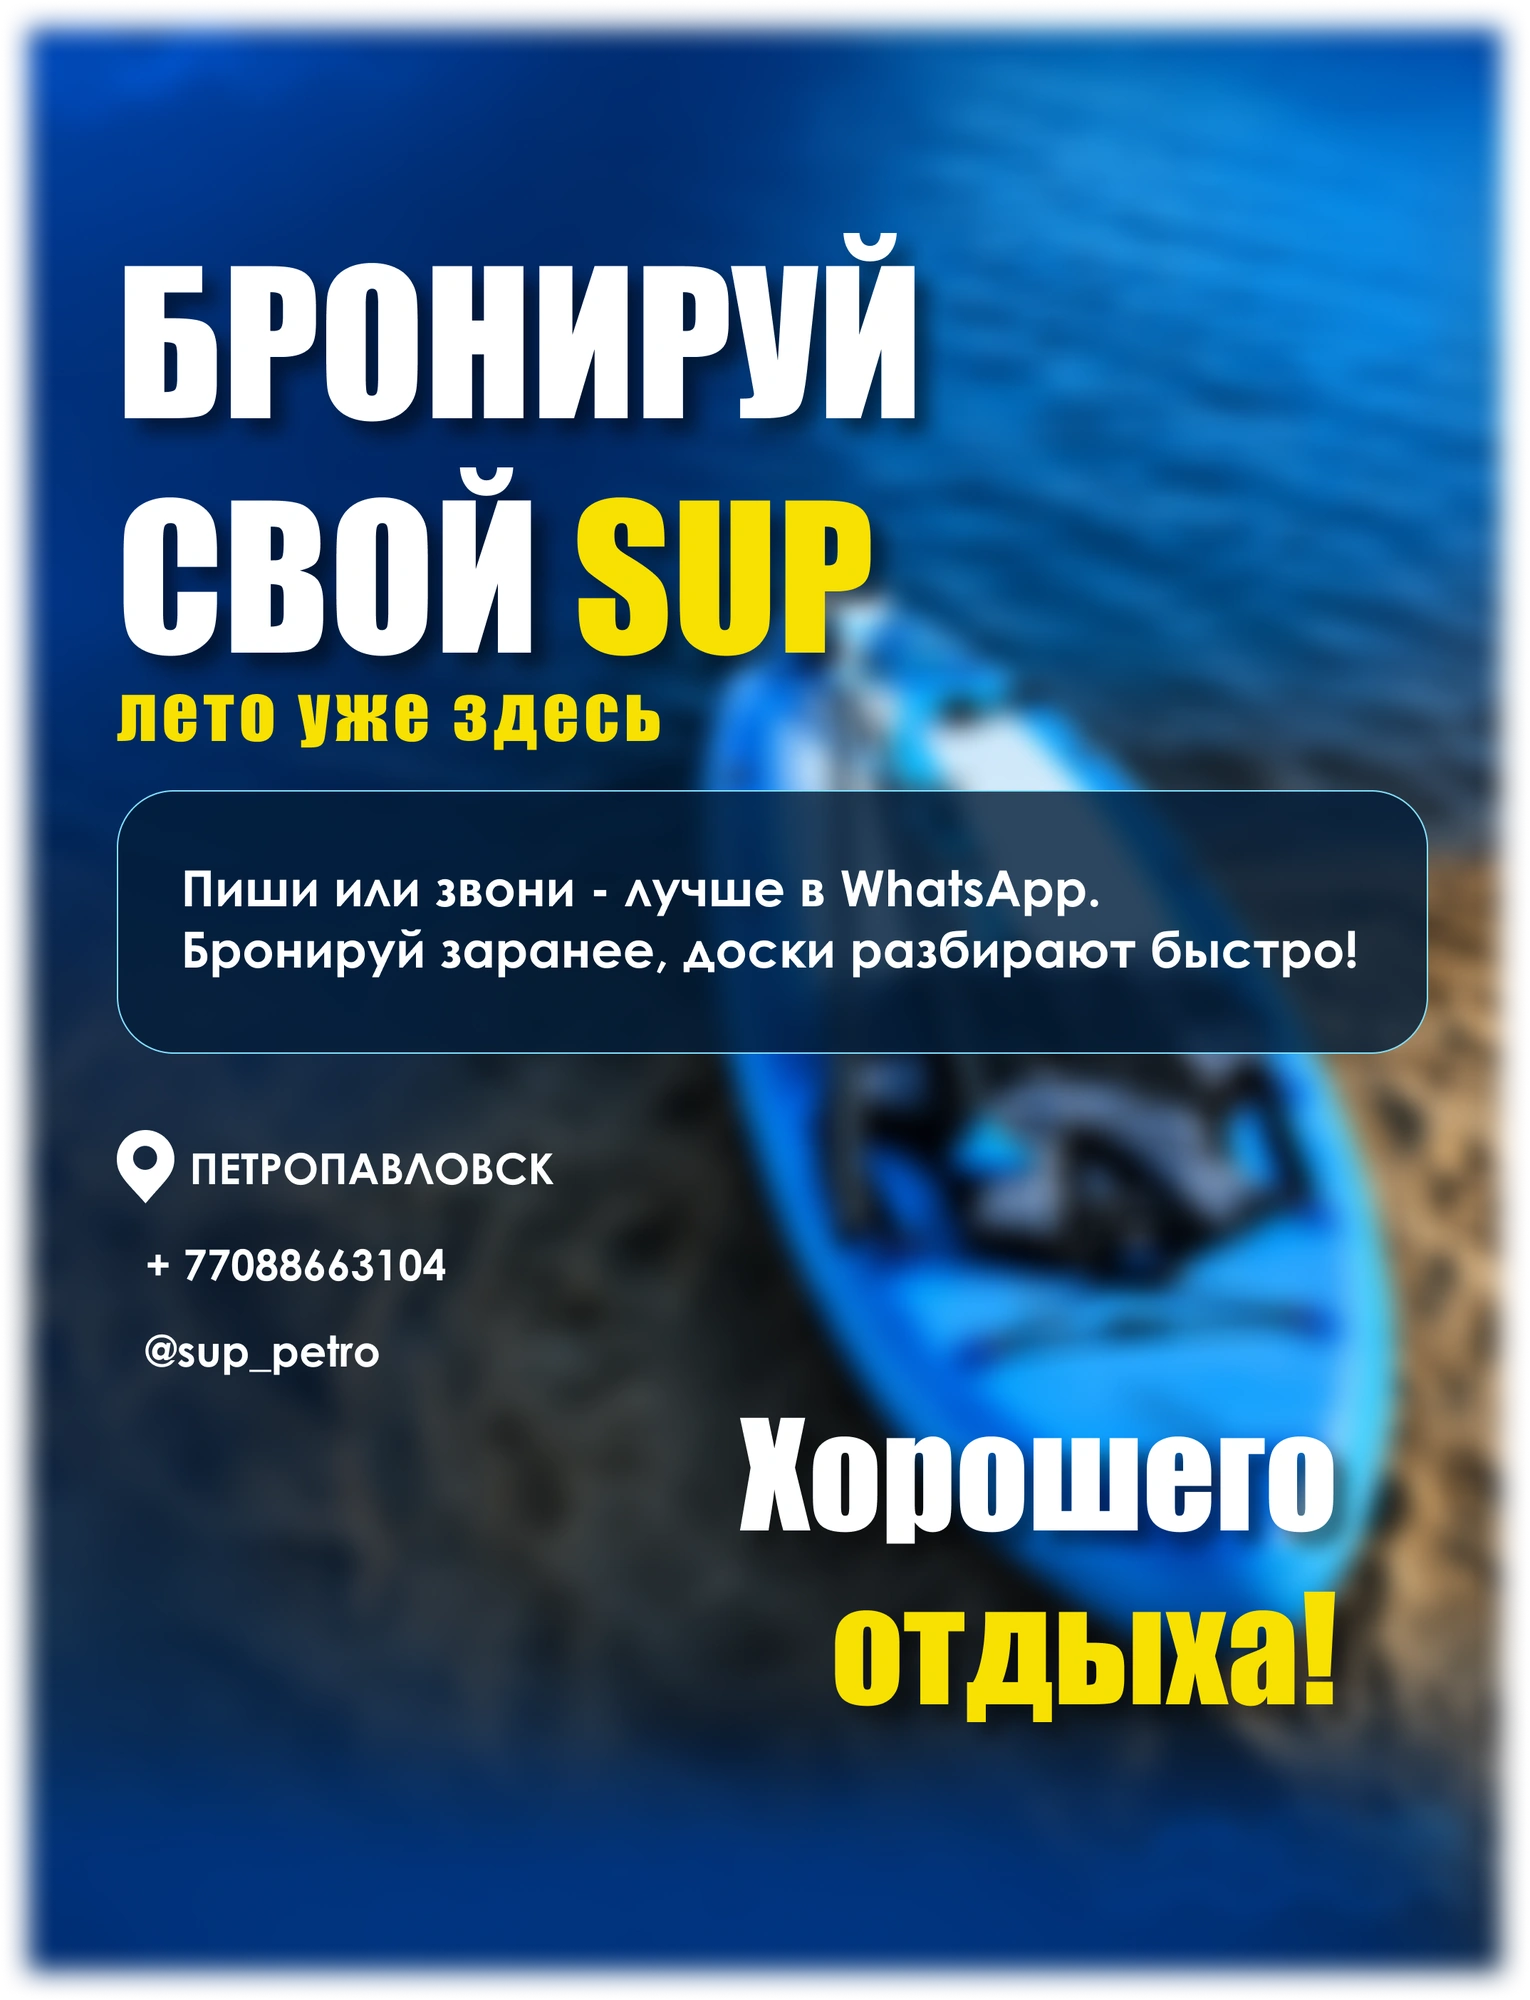 БРОНИРУЙ
СВОЙ SUP
лето уже здесь
Пиши или звони - лучше в WhatsApp.
Бронируй заранее, доски разбирают быстро!
ПЕТРОПАВЛОВСК
+ 77088663104
@sup_petro
Хорошего
отдыха!